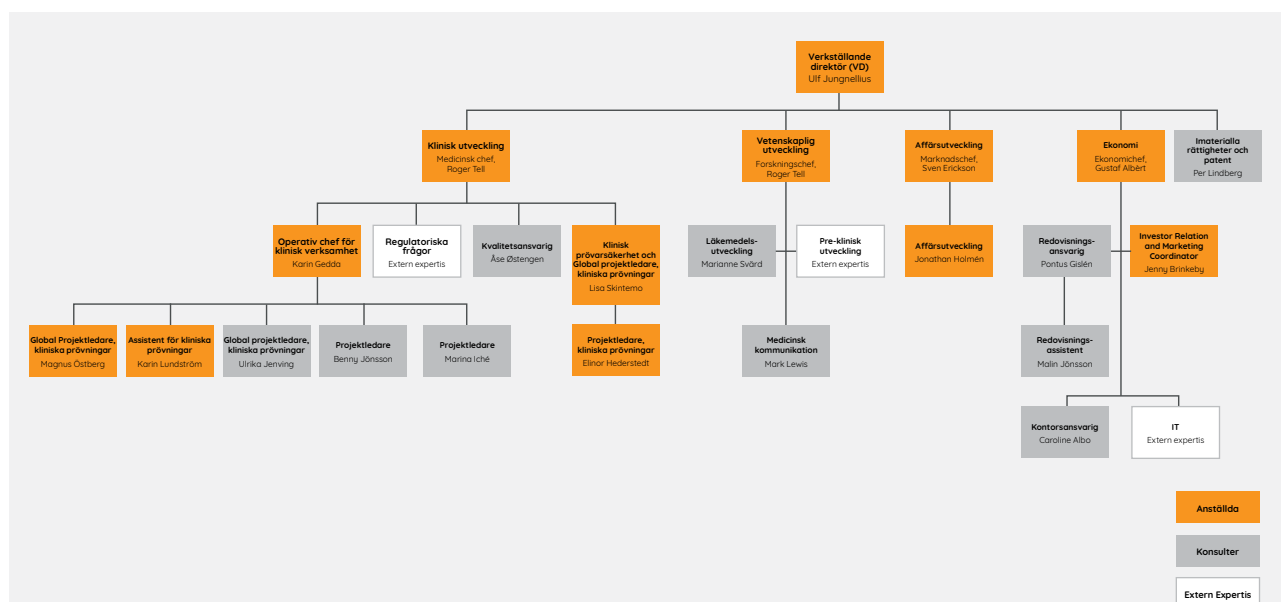 Verkställande
direktör (VD)
Ulf Jungnellius
Klinisk utveckling
Medicinsk chef,
Roger Tell
Vetenskaplig
utveckling
Forskningschef,
Roger Tell
Affärsutveckling
Marknadschef,
Sven Erickson
Ekonomi
Ekonomichef,
Gustaf Albèrt
Imaterialla
rättigheter och
patent
Per Lindberg
Operativ chef för
klinisk verksamhet
Karin Gedda
Regulatoriska
frågor
Extern expertis
Kvalitetsansvarig
Åse Østengen
Klinisk
prövarsäkerhet och
Global projektledare,
kliniska prövningar
Lisa Skintemo
Läkemedels-
utveckling
Marianne Svärd
Pre-klinisk
utveckling
Extern expertis
Affärsutveckling
Jonathan Holmén
Redovisnings-
ansvarig
Pontus Gislén
Investor Relation
and Marketing
Coordinator
Jenny Brinkeby
Global Projektledare,
kliniska prövningar
Magnus Östberg
Assistent för kliniska
prövningar
Karin Lundström
Global projektledare,
kliniska prövningar
Ulrika Jenving
Projektledare
Benny Jönsson
Projektledare
Marina Iché
Projektledare,
kliniska prövningar
Elinor Hederstedt
Medicinsk
kommunikation
Mark Lewis
Redovisnings-
assistent
Malin Jönsson
Kontorsansvarig
Caroline Albo
IT
Extern expertis
Anställda
Konsulter
Extern Expertis